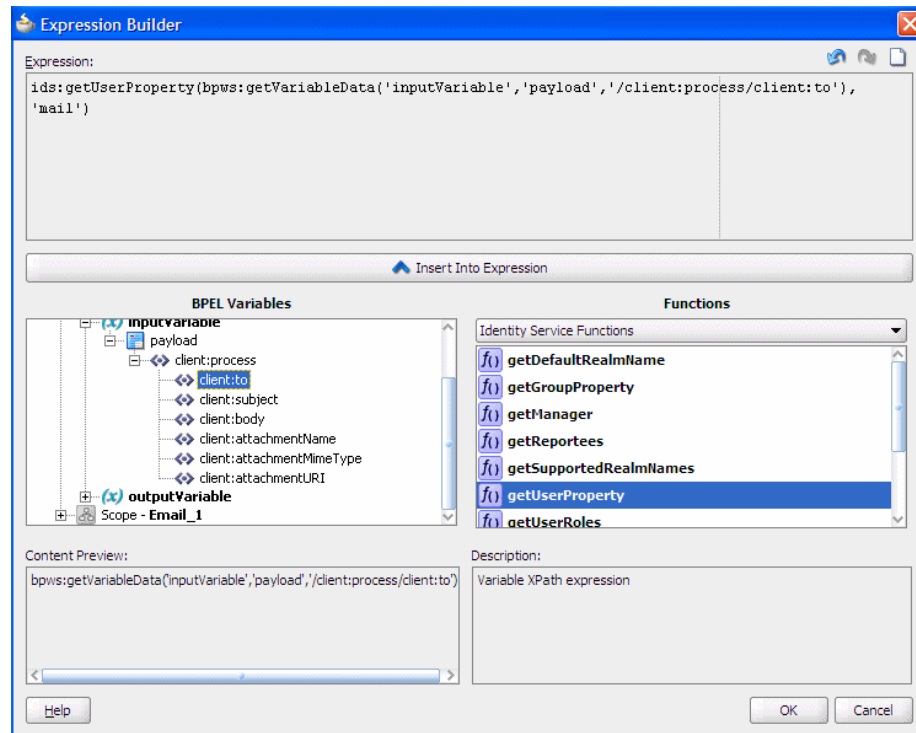 Expression Builder
Expression:
ids:getUserProperty(bpws:getVariableData('inputVariable','payload','/client:process/client:to'),
'mail')
Insert Into Expression
BPEL Variables
(x) inputVariable
payload
client:process
client:to
client:subject
client:body
client:attachmentName
client:attachmentMimeType
client:attachmentURI
(x) outputVariable
Scope - Email_1
Functions
Identity Service Functions
f() getDefaultRealmName
f() getGroupProperty
f() getManager
f() getReportees
f() getSupportedRealmNames
f() getUserProperty
f() getUserRoles
Content Preview:
bpws:getVariableData('inputVariable','payload','/client:process/client:to')
Description:
Variable XPath expression
Help
OK
Cancel